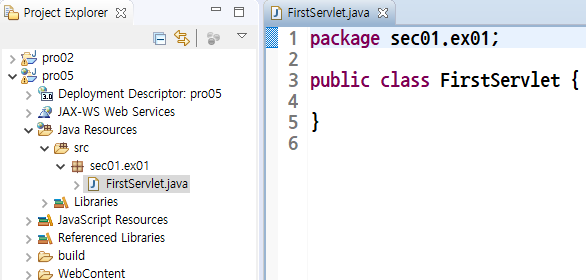 Project Explorer
pro02
pro05
Deployment Descriptor: pro05
JAX-WS Web Services
Java Resources
src
sec01.ex01
FirstServlet.java
Libraries
JavaScript Resources
Referenced Libraries
build
WebContent
FirstServlet.java
1 package sec01.ex01;
2
3 public class FirstServlet {
4
5 }
6